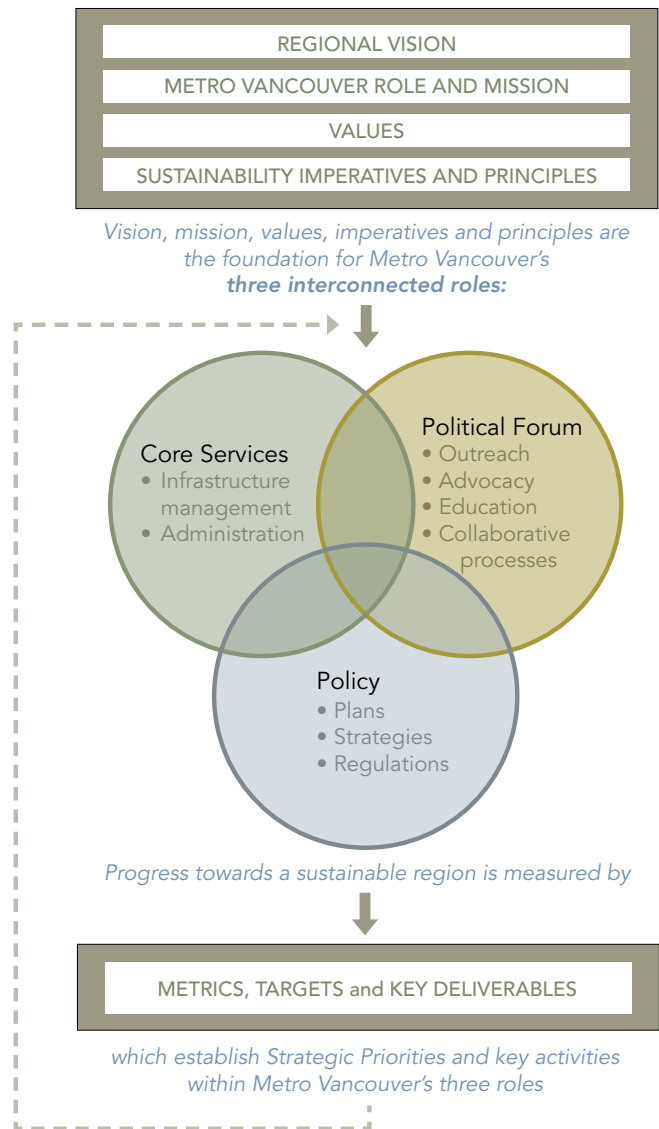 REGIONAL VISION
METRO VANCOUVER ROLE AND MISSION
VALUES
SUSTAINABILITY IMPERATIVES AND PRINCIPLES
Vision, mission, values, imperatives and principles are
the foundation for Metro Vancouver's
three interconnected roles:
Core Services
• Infrastructure
management
• Administration
Political Forum
• Outreach
• Advocacy
• Education
• Collaborative
processes
Policy
• Plans
• Strategies
• Regulations
Progress towards a sustainable region is measured by
METRICS, TARGETS and KEY DELIVERABLES
which establish Strategic Priorities and key activities
within Metro Vancouver's three roles